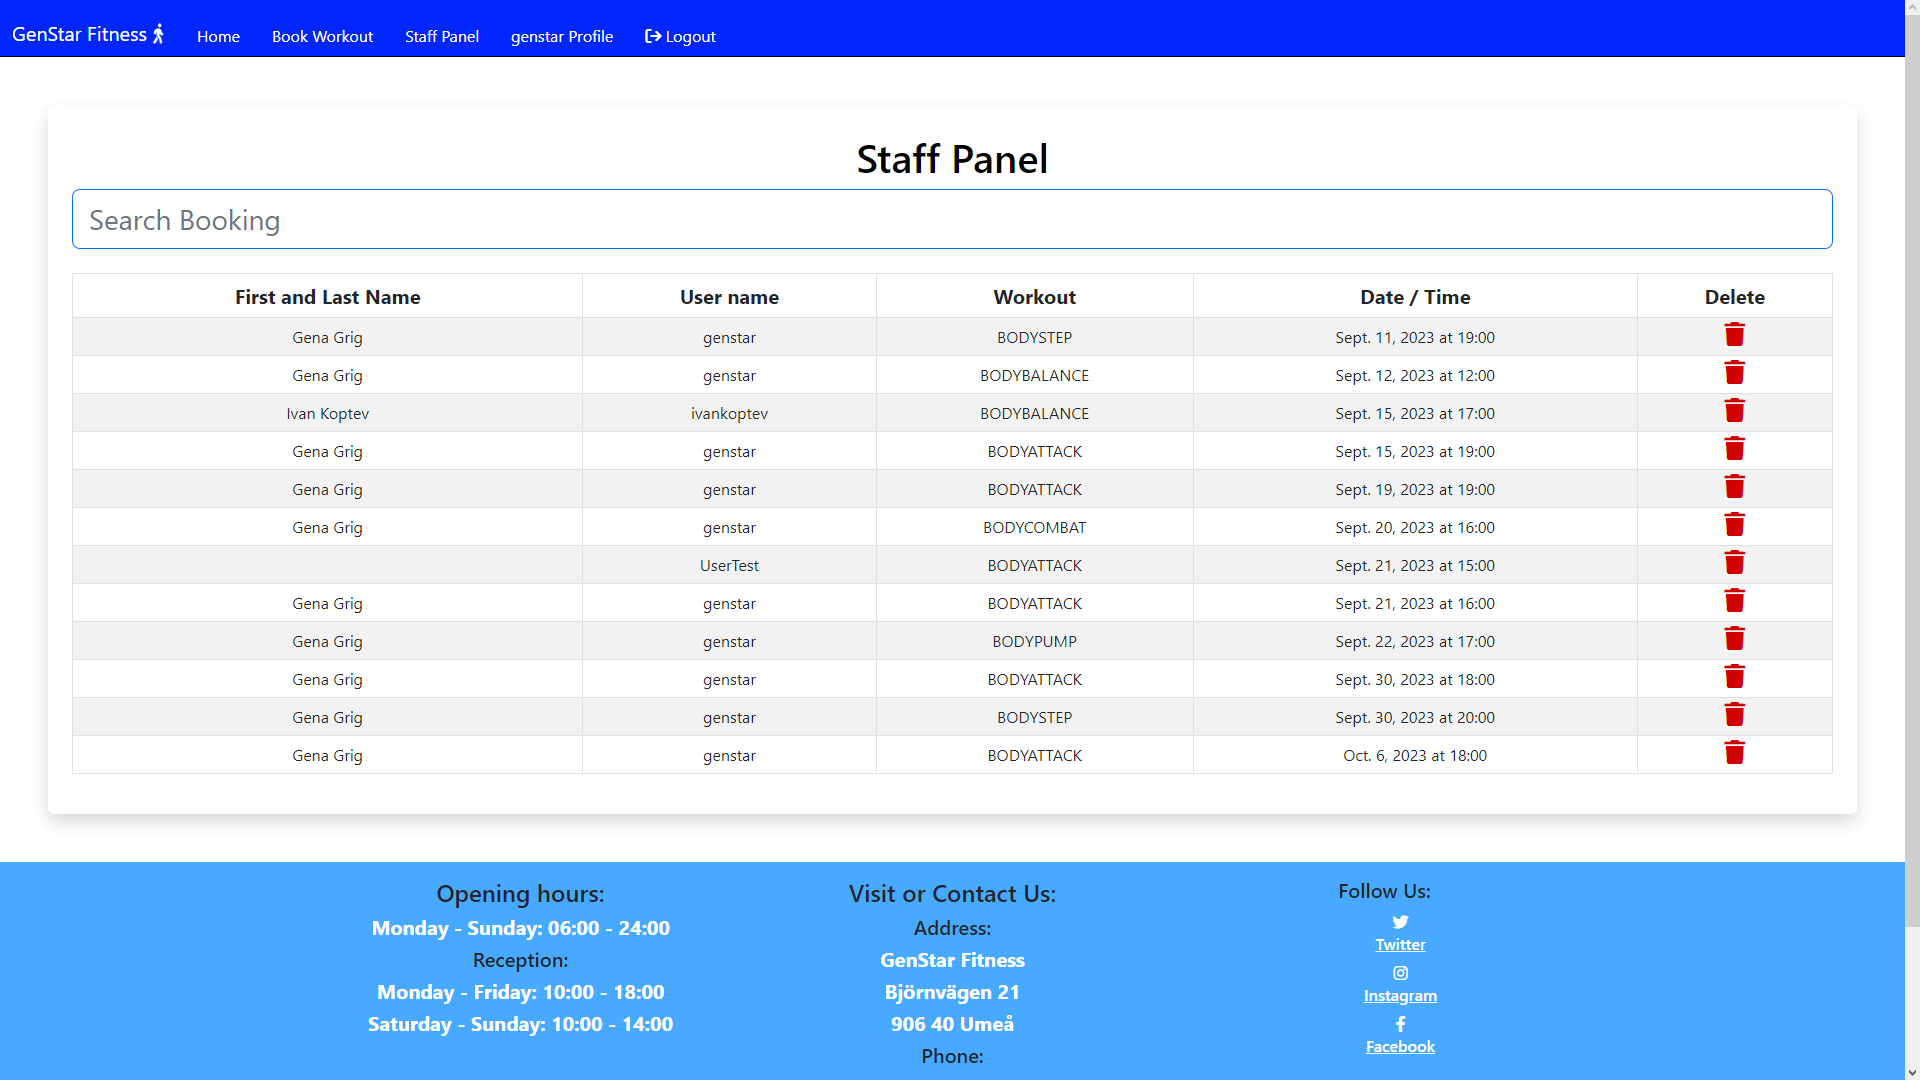 GenStar Fitness Home Book Workout Staff Panel genstar Profile Logout
Staff Panel
Search Booking
First and Last Name User name Workout Date / Time Delete
Gena Grig genstar BODYSTEP Sept. 11, 2023 at 19:00
Gena Grig genstar BODYBALANCE Sept. 12, 2023 at 12:00
Ivan Koptev ivankoptev BODYBALANCE Sept. 15, 2023 at 17:00
Gena Grig genstar BODYATTACK Sept. 15, 2023 at 19:00
Gena Grig genstar BODYATTACK Sept. 19, 2023 at 19:00
Gena Grig genstar BODYCOMBAT Sept. 20, 2023 at 16:00
UserTest BODYATTACK Sept. 21, 2023 at 15:00
Gena Grig genstar BODYATTACK Sept. 21, 2023 at 16:00
Gena Grig genstar BODYPUMP Sept. 22, 2023 at 17:00
Gena Grig genstar BODYATTACK Sept. 30, 2023 at 18:00
Gena Grig genstar BODYSTEP Sept. 30, 2023 at 20:00
Gena Grig genstar BODYATTACK Oct. 6, 2023 at 18:00
Opening hours:
Monday - Sunday: 06:00 - 24:00
Reception:
Monday - Friday: 10:00 - 18:00
Saturday - Sunday: 10:00 - 14:00
Visit or Contact Us:
Address:
GenStar Fitness
Björnvägen 21
906 40 Umeå
Phone:
Follow Us:
Twitter
Instagram
Facebook